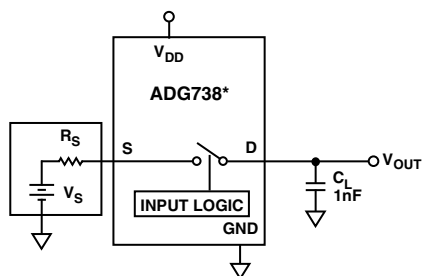 VDD
ADG738*
RS
S
D
VOUT
VS
CL
1nF
INPUT LOGIC
GND